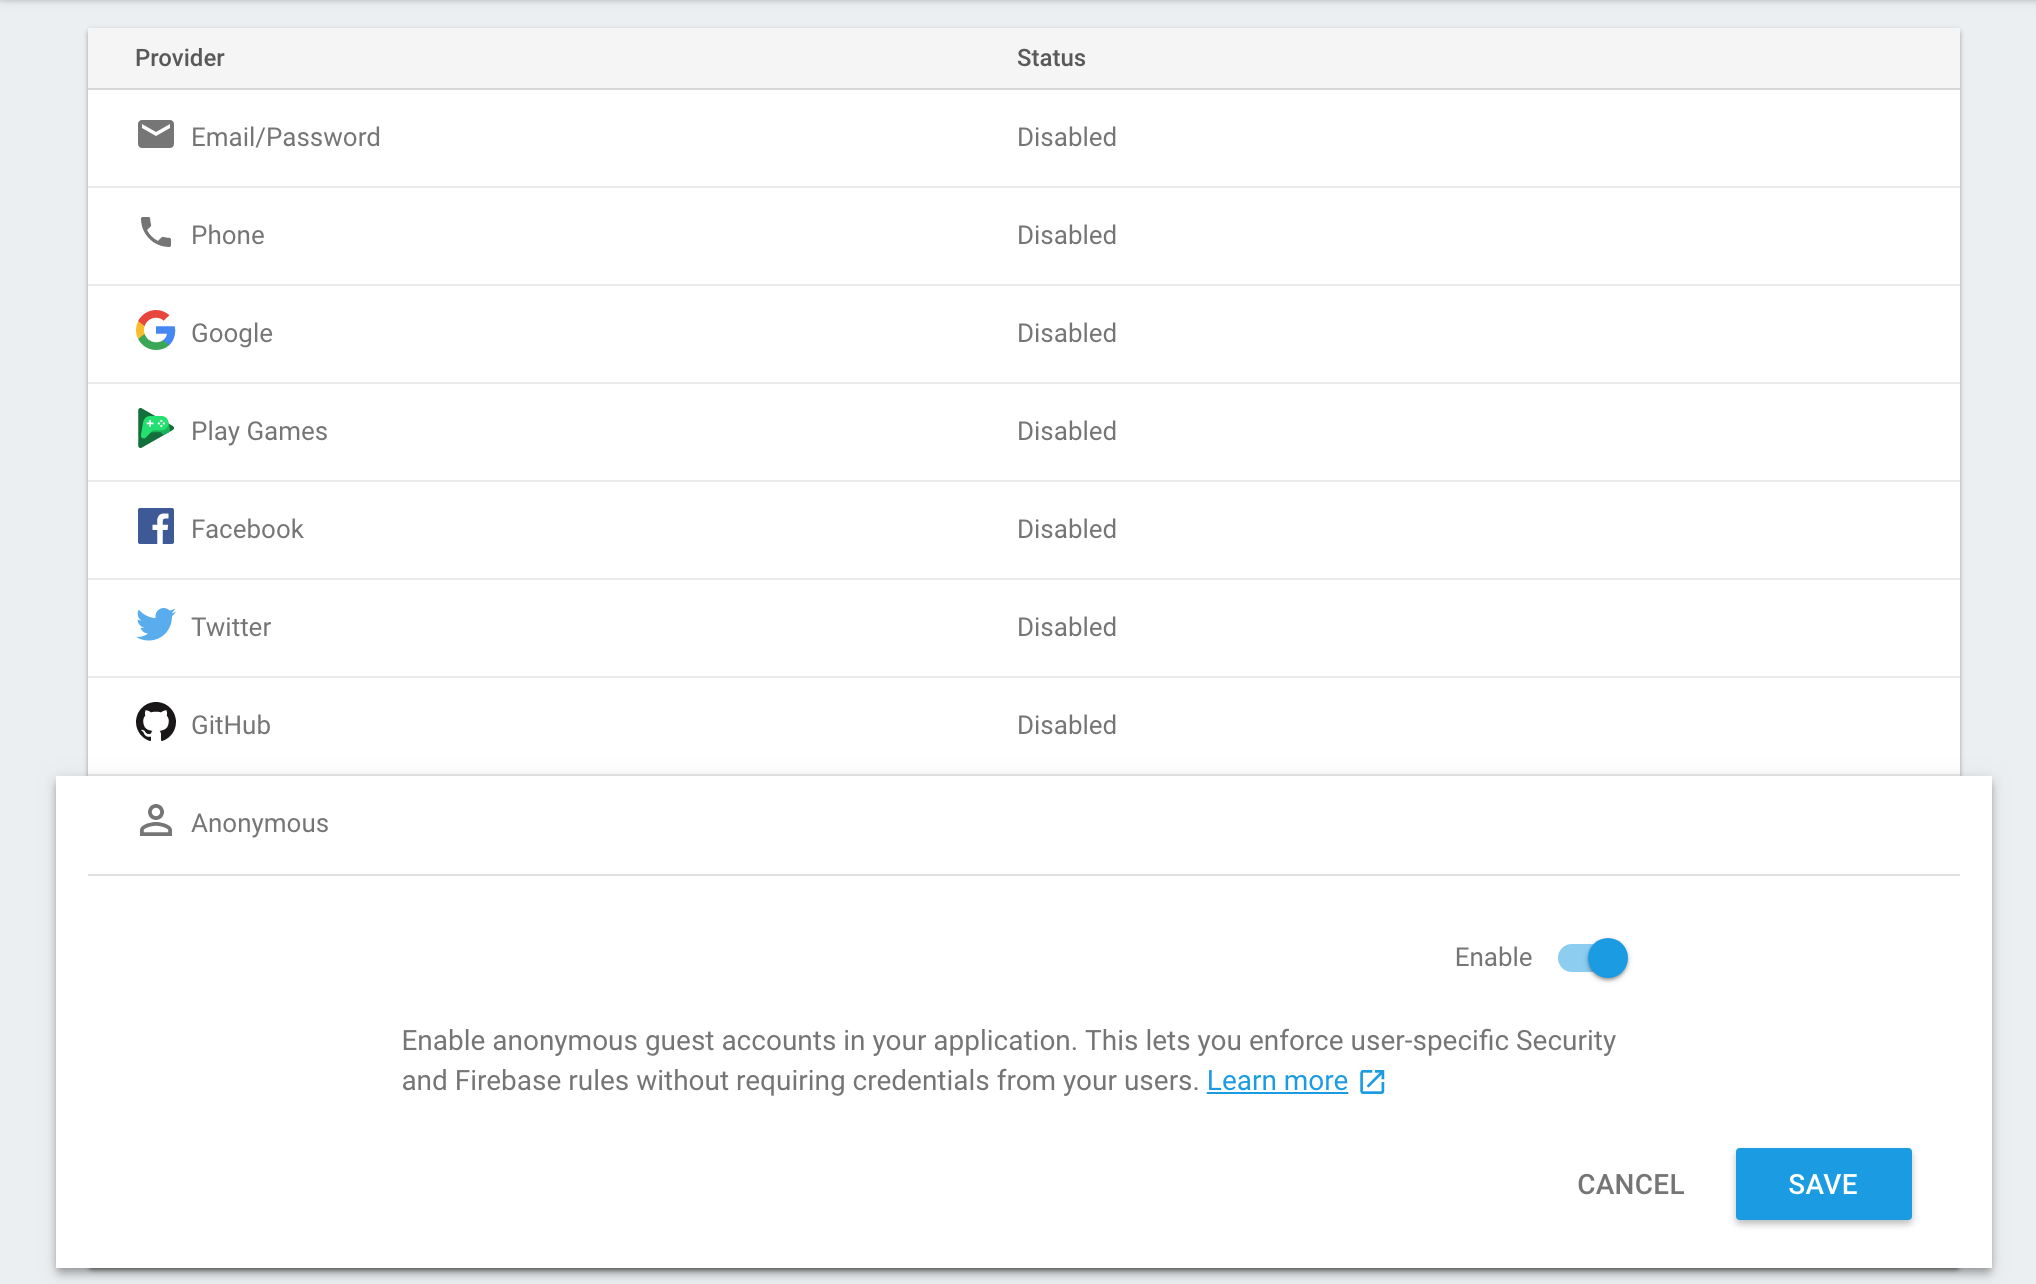 Provider Status
Email/Password Disabled
Phone Disabled
Google Disabled
Play Games Disabled
Facebook Disabled
Twitter Disabled
GitHub Disabled
Anonymous
Enable
Enable anonymous guest accounts in your application. This lets you enforce user-specific Security
and Firebase rules without requiring credentials from your users. Learn more
CANCEL SAVE